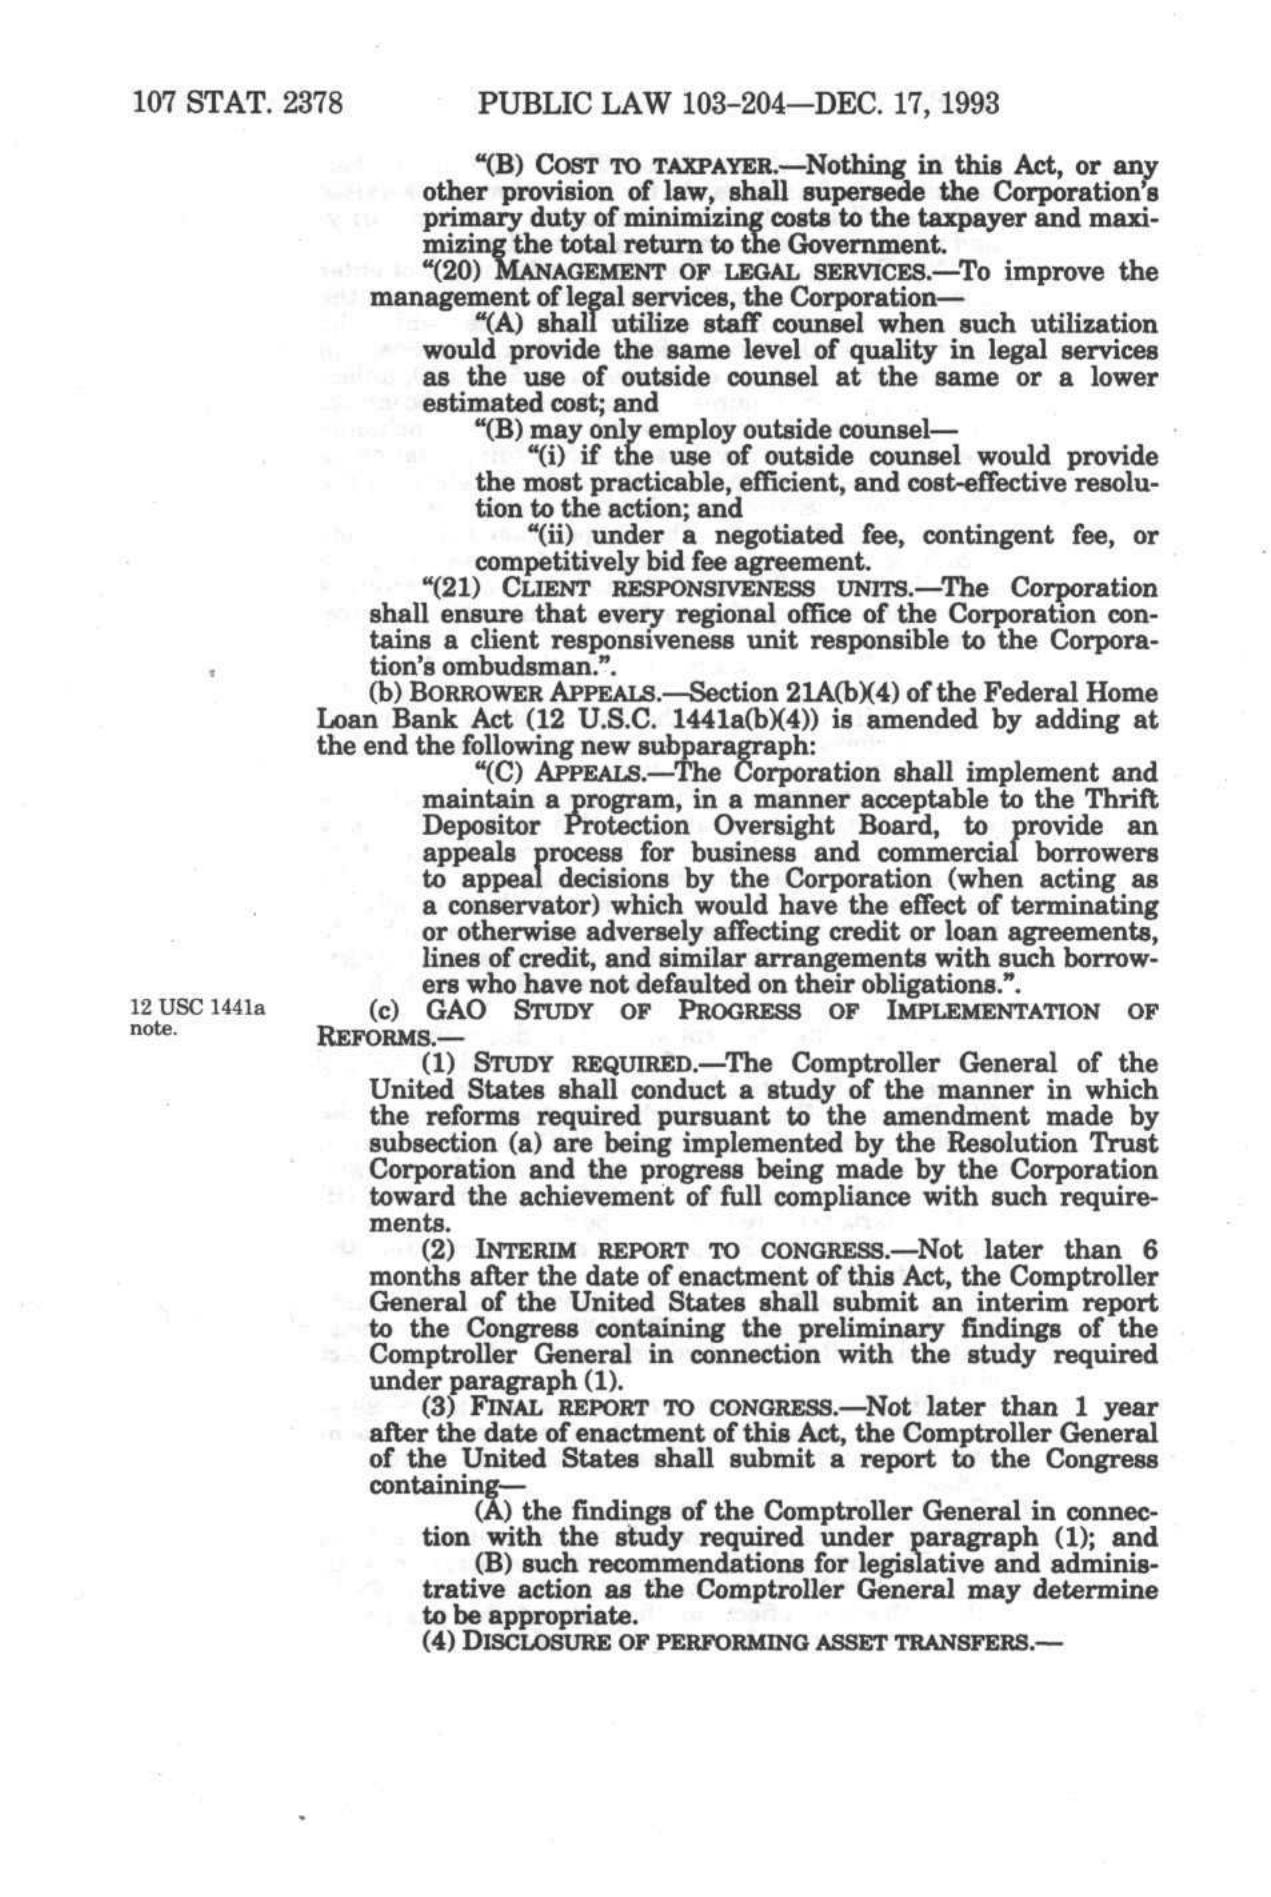 107 STAT. 2378 PUBLIC LAW 103-204—DEC. 17, 1993
"(B) COST TO TAXPAYER.—Nothing in this Act, or any
other provision of law, shall supersede the Corporation's
primary duty of minimizing costs to the taxpayer and maxi-
mizing the total return to the Government.
"(20) MANAGEMENT OF LEGAL SERVICES.—To improve the
management of legal services, the Corporation—
"(A) shall utilize staff counsel when such utilization
would provide the same level of quality in legal services
as the use of outside counsel at the same or a lower
estimated cost; and
"(B) may only employ outside counsel—
"(i) if the use of outside counsel would provide
the most practicable, efficient, and cost-effective resolu-
tion to the action; and
"(ii) under a negotiated fee, contingent fee, or
competitively bid fee agreement.
"(21) CLIENT RESPONSIVENESS UNITS.—The Corporation
shall ensure that every regional office of the Corporation con-
tains a client responsiveness unit responsible to the Corpora-
tion's ombudsman.".
(b) BORROWER APPEALS.—Section 21A(b)(4) of the Federal Home
Loan Bank Act (12 U.S.C. 1441a(b)(4)) is amended by adding at
the end the following new subparagraph:
"(C) APPEALS.—The Corporation shall implement and
maintain a program, in a manner acceptable to the Thrift
Depositor Protection Oversight Board, to provide an
appeals process for business and commercial borrowers
to appeal decisions by the Corporation (when acting as
a conservator) which would have the effect of terminating
or otherwise adversely affecting credit or loan agreements,
lines of credit, and similar arrangements with such borrow-
ers who have not defaulted on their obligations.".
12 USC 1441a
note.
(c) GAO STUDY OF PROGRESS OF IMPLEMENTATION OF
REFORMS.—
(1) STUDY REQUIRED.—The Comptroller General of the
United States shall conduct a study of the manner in which
the reforms required pursuant to the amendment made by
subsection (a) are being implemented by the Resolution Trust
Corporation and the progress being made by the Corporation
toward the achievement of full compliance with such require-
ments.
(2) INTERIM REPORT TO CONGRESS.—Not later than 6
months after the date of enactment of this Act, the Comptroller
General of the United States shall submit an interim report
to the Congress containing the preliminary findings of the
Comptroller General in connection with the study required
under paragraph (1).
(3) FINAL REPORT TO CONGRESS.—Not later than 1 year
after the date of enactment of this Act, the Comptroller General
of the United States shall submit a report to the Congress
containing—
(A) the findings of the Comptroller General in connec-
tion with the study required under paragraph (1); and
(B) such recommendations for legislative and adminis-
trative action as the Comptroller General may determine
to be appropriate.
(4) DISCLOSURE OF PERFORMING ASSET TRANSFERS.—